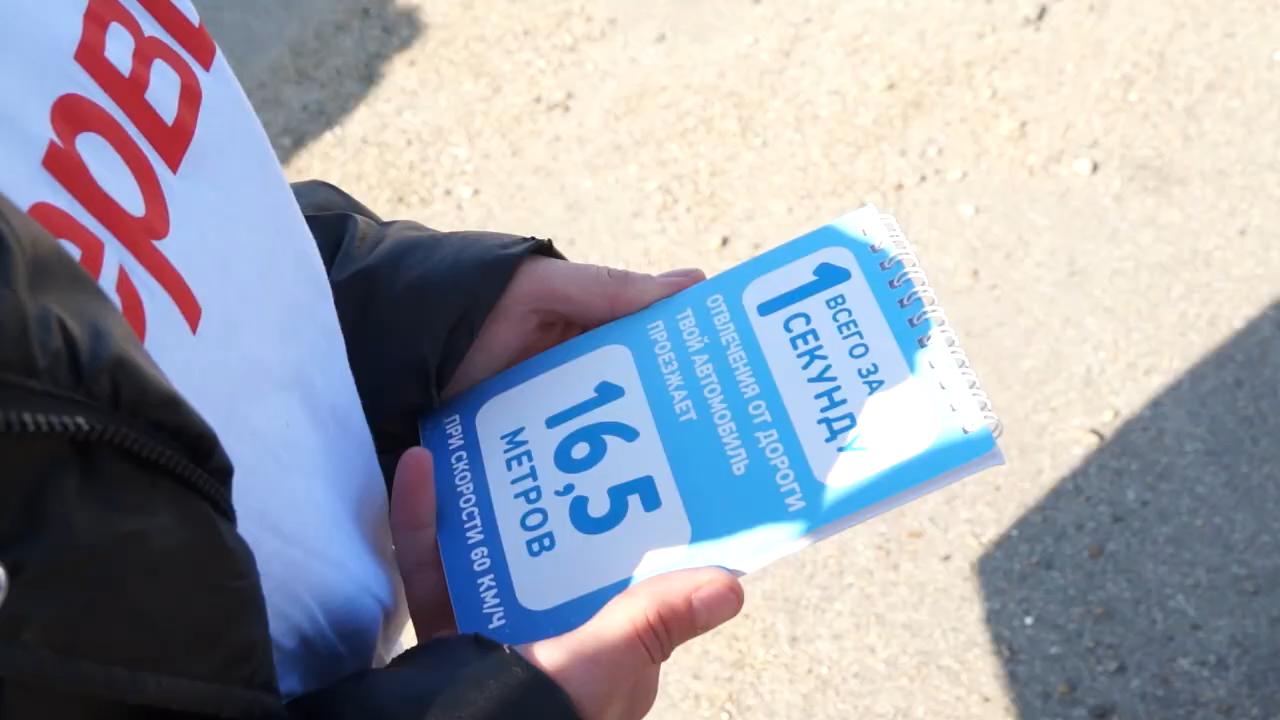 ВСЕГО ЗА
1 СЕКУНДУ
ОТВЛЕЧЕНИЯ ОТ ДОРОГИ
ТВОЙ АВТОМОБИЛЬ
ПРОЕЗЖАЕТ
16,5
МЕТРОВ
ПРИ СКОРОСТИ 60 КМ/Ч